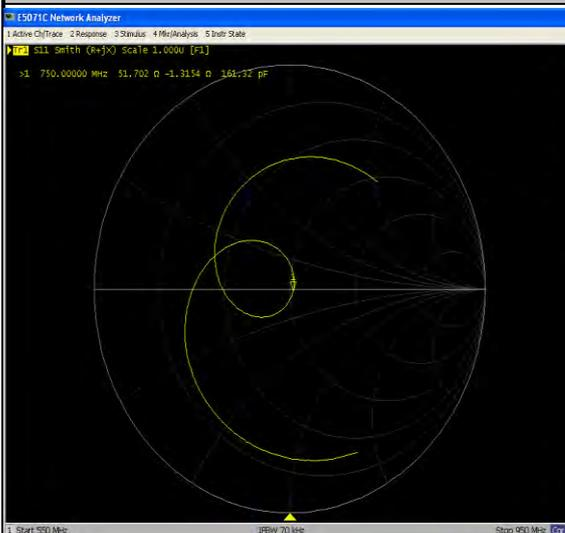 E5071C Network Analyzer
1 Active Ch/Trace 2 Response 3 Stimulus 4 Mkr/Analysis 5 Instr State
Tr1 S11 Smith (R+jX) Scale 1.000U [F1]
>1 750.00000 MHz 51.702 Ω -1.3154 Ω 161.32 pF
1 Start 550 MHz IFBW 70 kHz Stop 950 MHz Cor